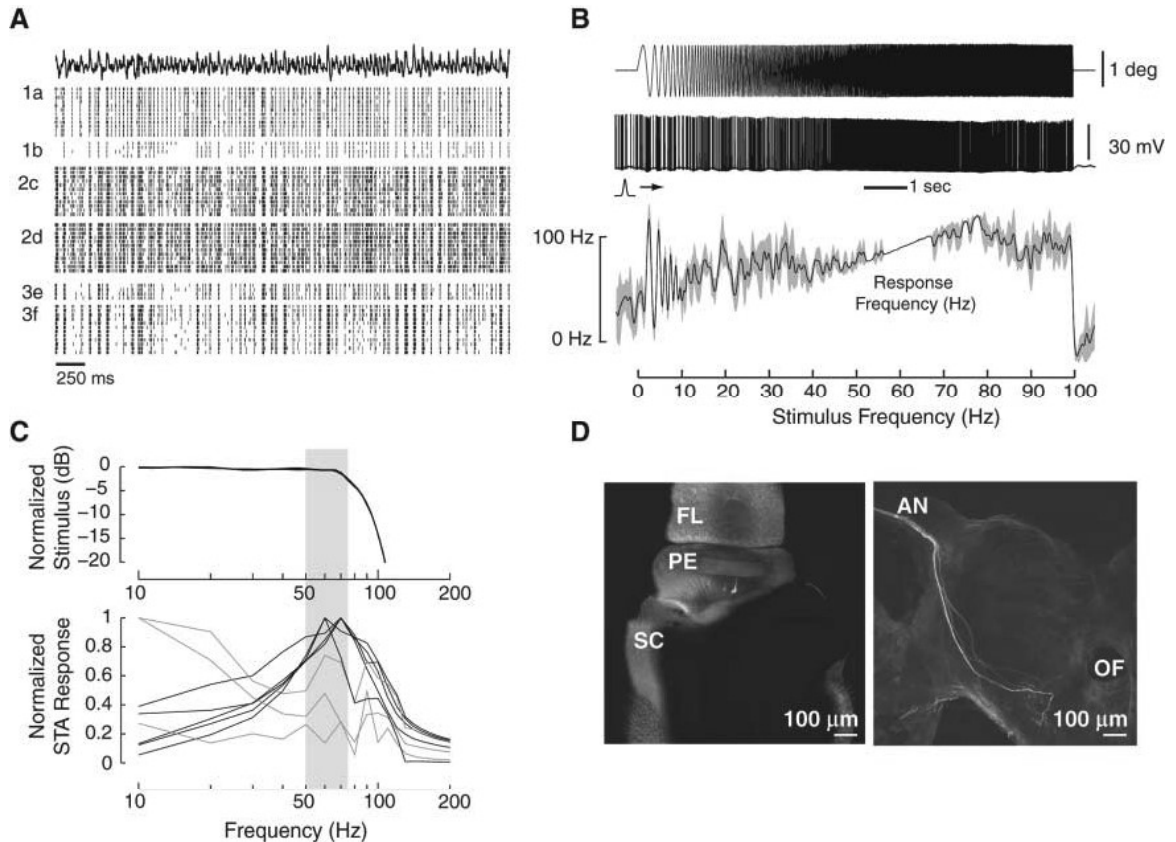 A
1a
1b
2c
2d
3e
3f
250 ms
B
1 deg
30 mV
1 sec
100 Hz
0 Hz
Response
Frequency (Hz)
0 10 20 30 40 50 60 70 80 90 100
Stimulus Frequency (Hz)
C
Normalized
Stimulus (dB)
0
−5
−10
−15
−20
10 50 100 200
Normalized
STA Response
1
0.8
0.6
0.4
0.2
0
10 50 100 200
Frequency (Hz)
D
FL
PE
SC
100 μm
AN
OF
100 μm